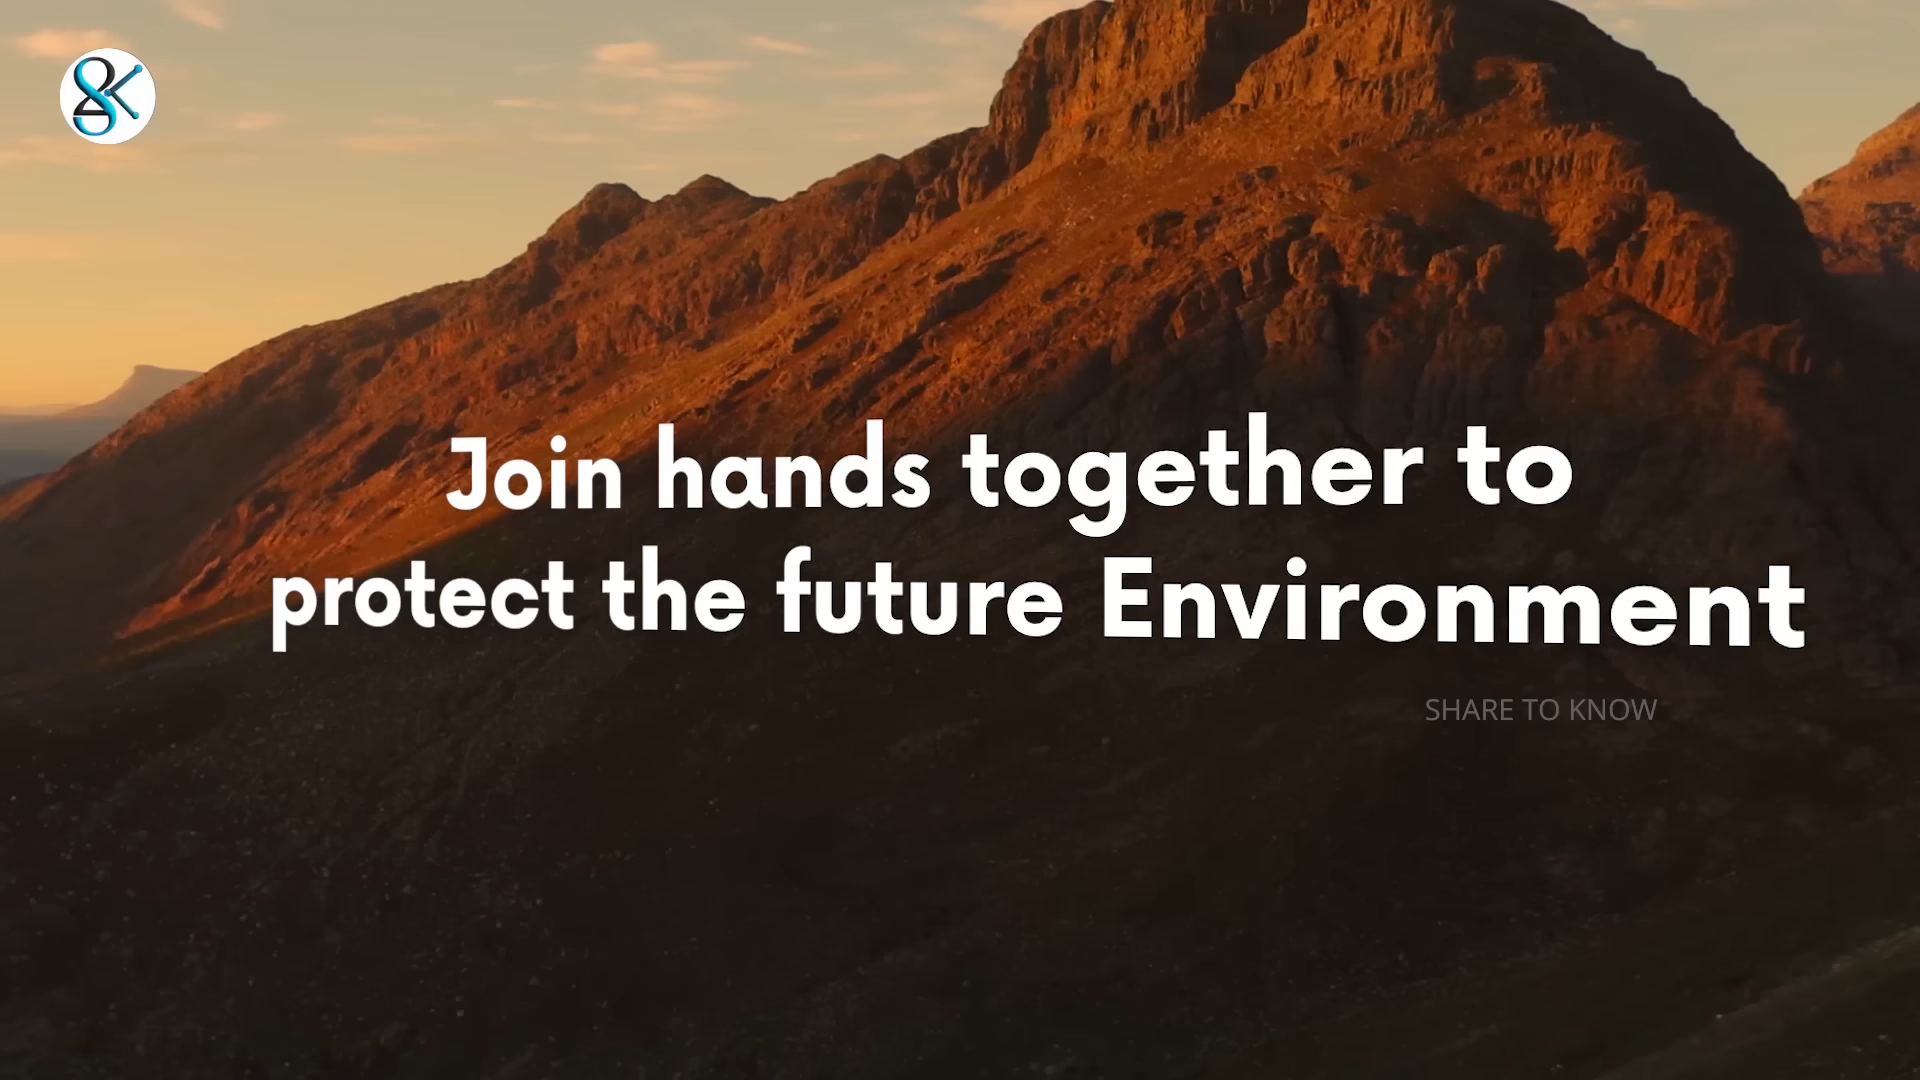 Join hands together to
protect the future Environment
SHARE TO KNOW